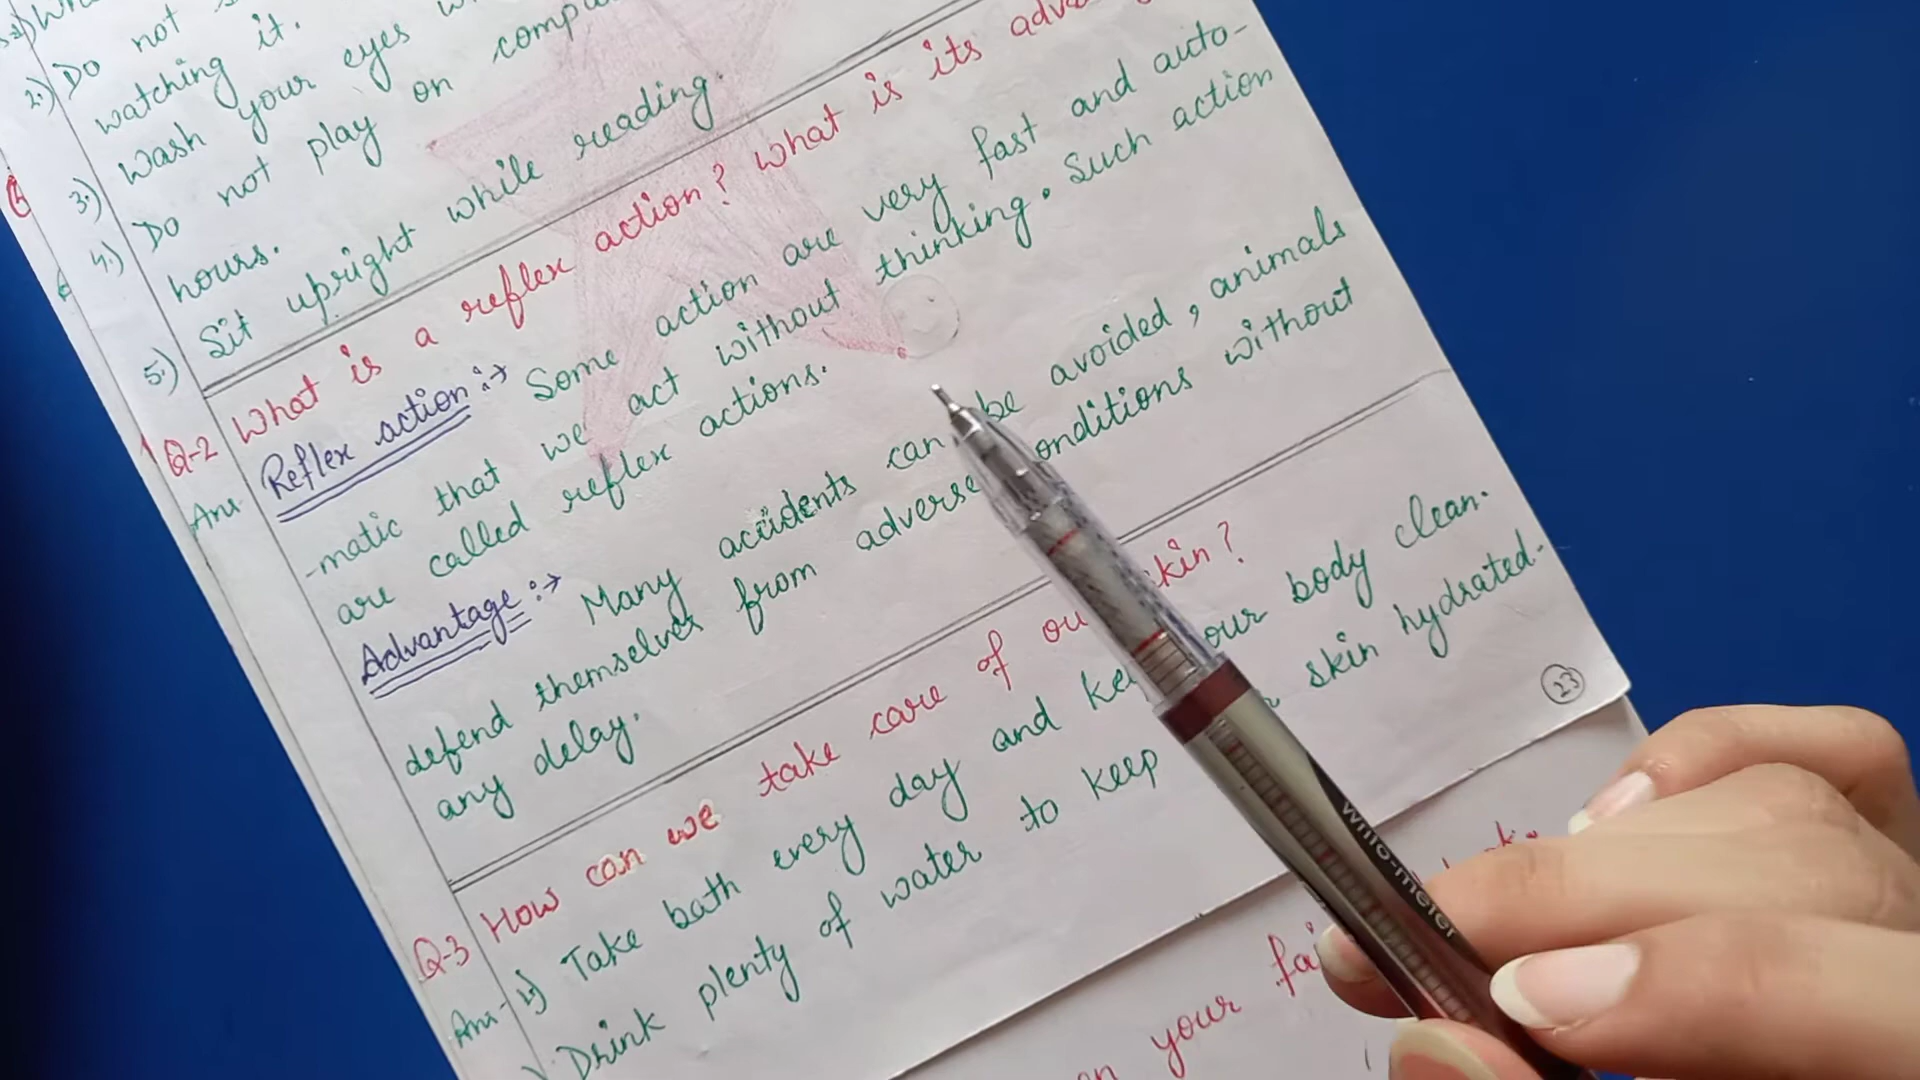 2.) Do not
watching it.
3.) wash your eyes
4.) Do not play on
hours.
5.) Sit upright while reading.
Q-2 What is a reflex action? What is its
Ans Reflex action :→ Some action are very fast and auto-
-matic that we act without thinking. Such action
are called reflex actions.
Advantage :→ Many accidents can be avoided, animals
defend themselves from adverse conditions without
any delay.
Q-3 How can we take care of skin?
Ans- 1) Take bath every day and our body clean.
Drink plenty of water to keep skin hydrated.
23
your
Write-meter